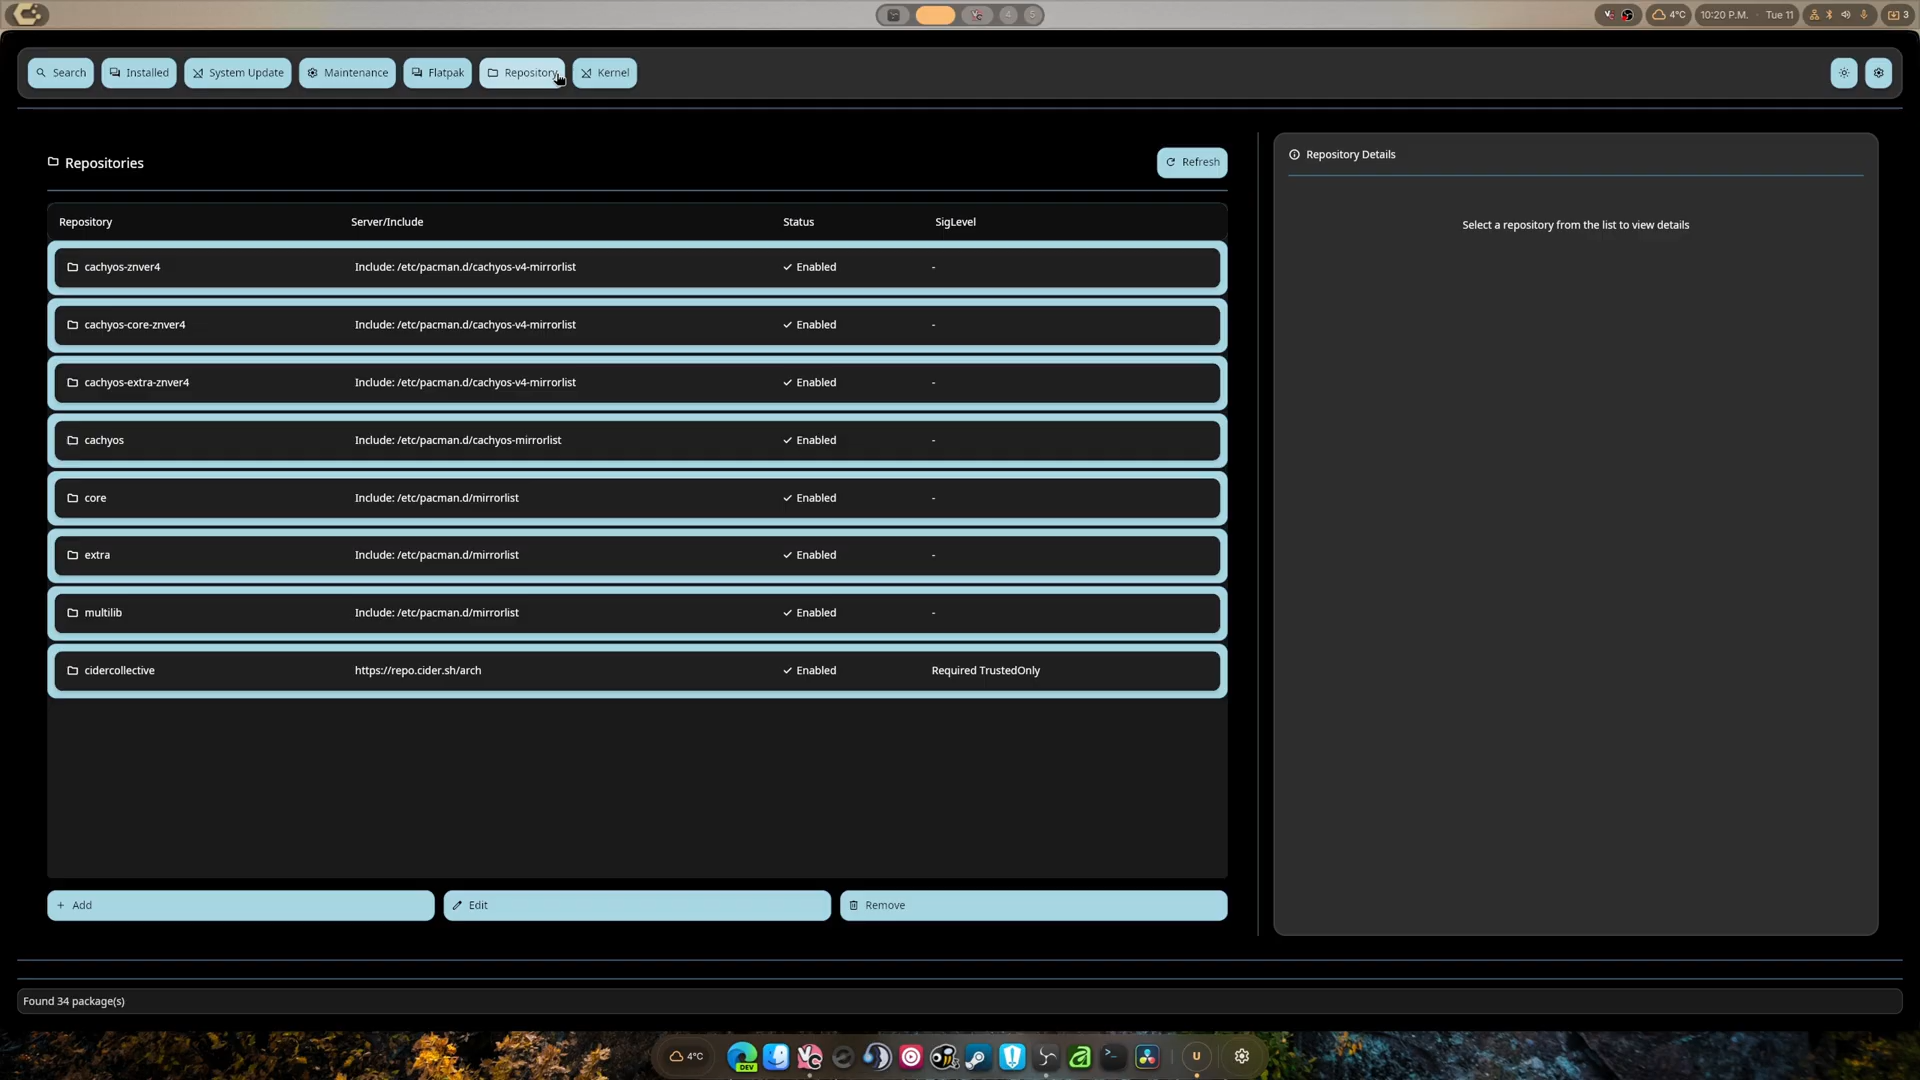 4
5
4°C
10:20 P.M. · Tue 11
3
Search
Installed
System Update
Maintenance
Flatpak
Repository
Kernel
Repositories
Refresh
Repository Server/Include Status SigLevel
cachyos-znver4 Include: /etc/pacman.d/cachyos-v4-mirrorlist Enabled -
cachyos-core-znver4 Include: /etc/pacman.d/cachyos-v4-mirrorlist Enabled -
cachyos-extra-znver4 Include: /etc/pacman.d/cachyos-v4-mirrorlist Enabled -
cachyos Include: /etc/pacman.d/cachyos-mirrorlist Enabled -
core Include: /etc/pacman.d/mirrorlist Enabled -
extra Include: /etc/pacman.d/mirrorlist Enabled -
multilib Include: /etc/pacman.d/mirrorlist Enabled -
cidercollective https://repo.cider.sh/arch Enabled Required TrustedOnly
Add
Edit
Remove
Repository Details
Select a repository from the list to view details
Found 34 package(s)
4°C
DEV
U